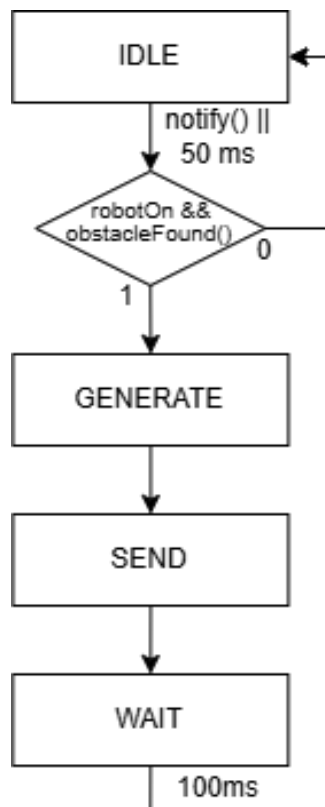 IDLE
notify() ||
50 ms
robotOn &&
obstacleFound()
0
1
GENERATE
SEND
WAIT
100ms